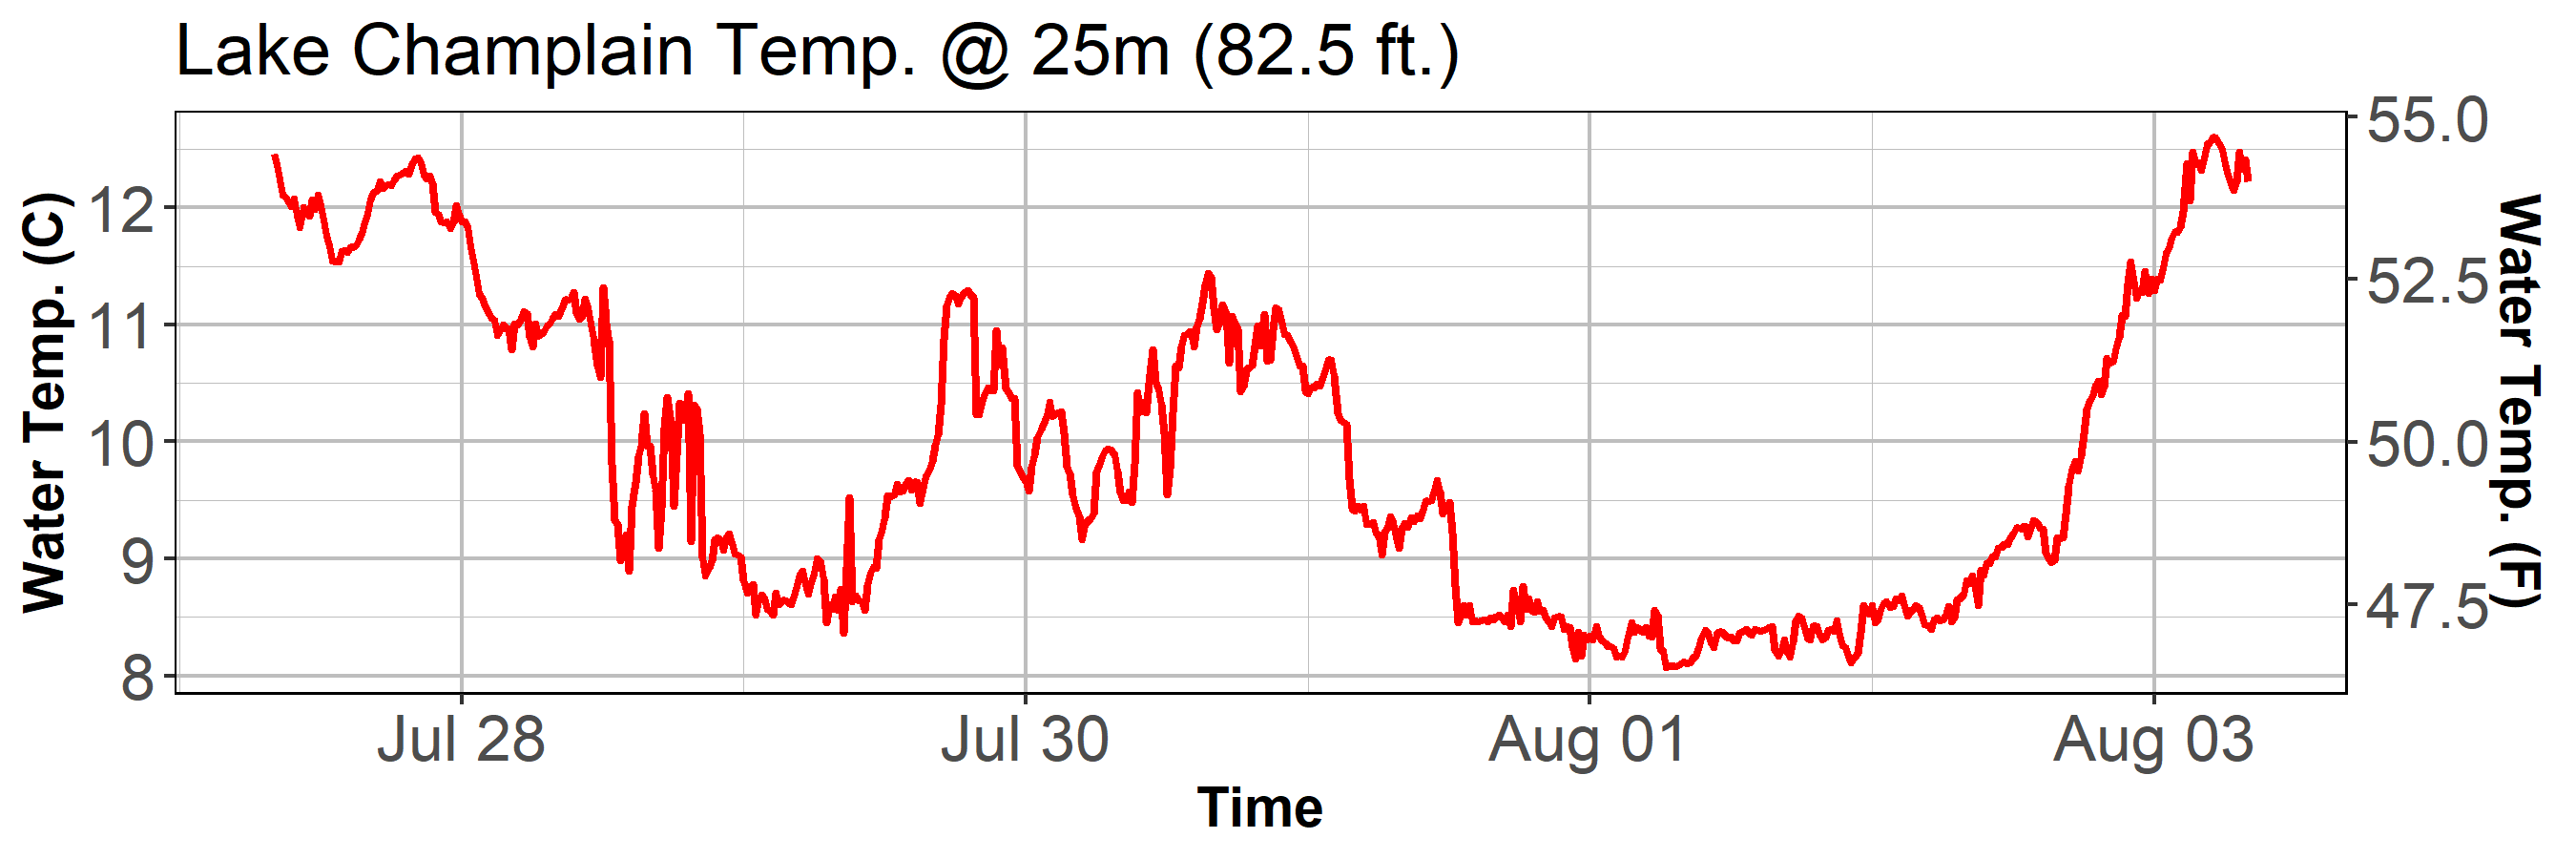 Lake Champlain Temp. @ 25m (82.5 ft.)
Water Temp. (C)
12
11
10
9
8
55.0
52.5
50.0
47.5
Water Temp. (F)
Jul 28 Jul 30 Aug 01 Aug 03
Time